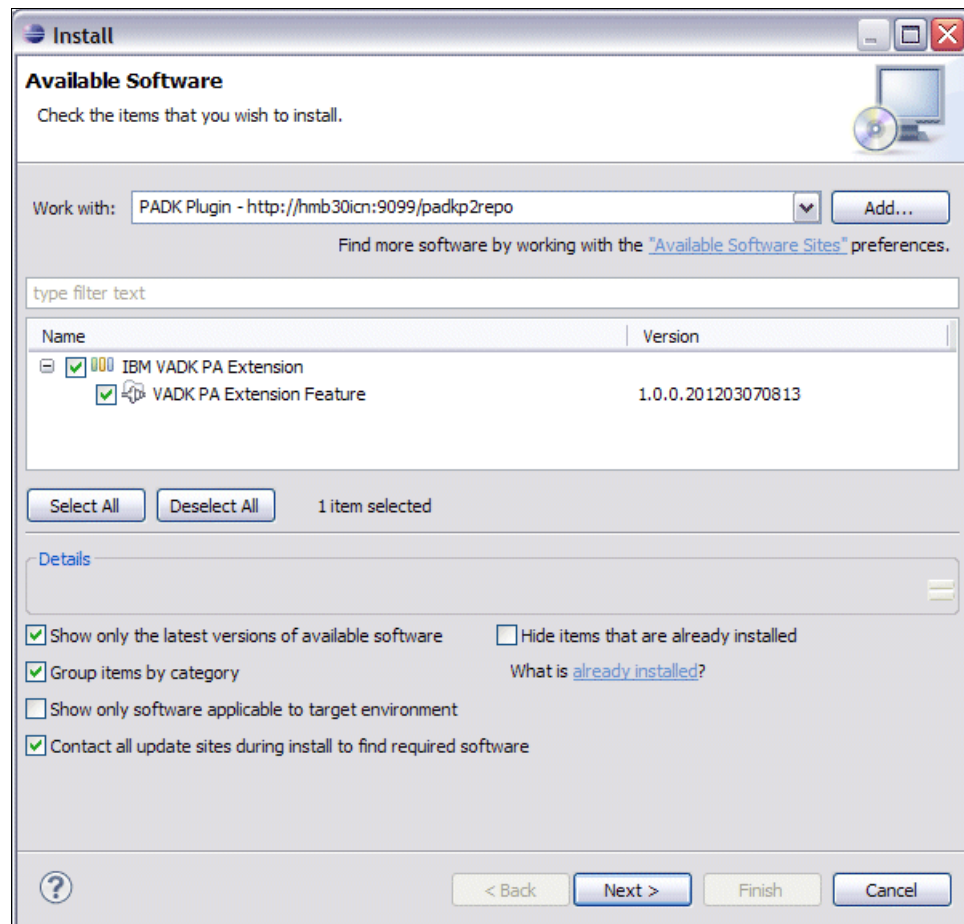 Install
Available Software
Check the items that you wish to install.
Work with: PADK Plugin - http://hmb30icn:9099/padkp2repo Add...
Find more software by working with the "Available Software Sites" preferences.
type filter text
Name Version
IBM VADK PA Extension
VADK PA Extension Feature 1.0.0.201203070813
Select All Deselect All 1 item selected
Details
Show only the latest versions of available software Hide items that are already installed
Group items by category What is already installed?
Show only software applicable to target environment
Contact all update sites during install to find required software
? < Back Next > Finish Cancel